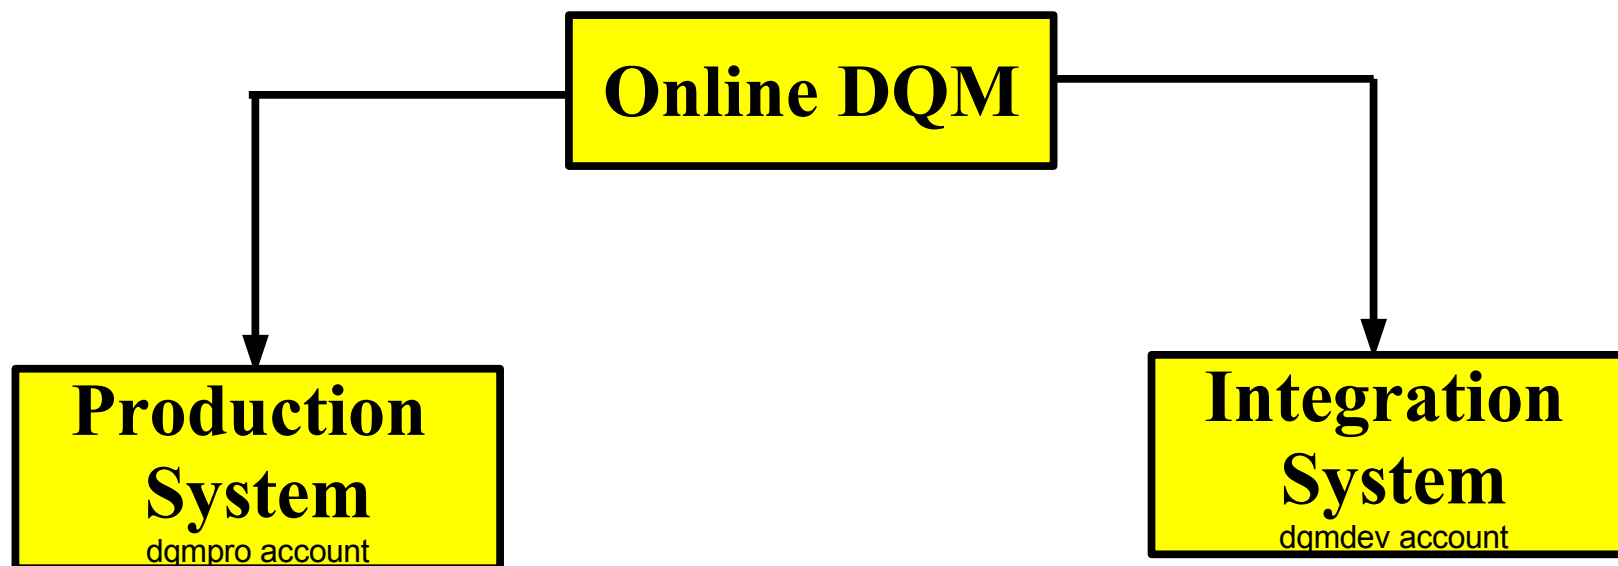 Online DQM
Production
System
dqmpro account
Integration
System
dqmdev account